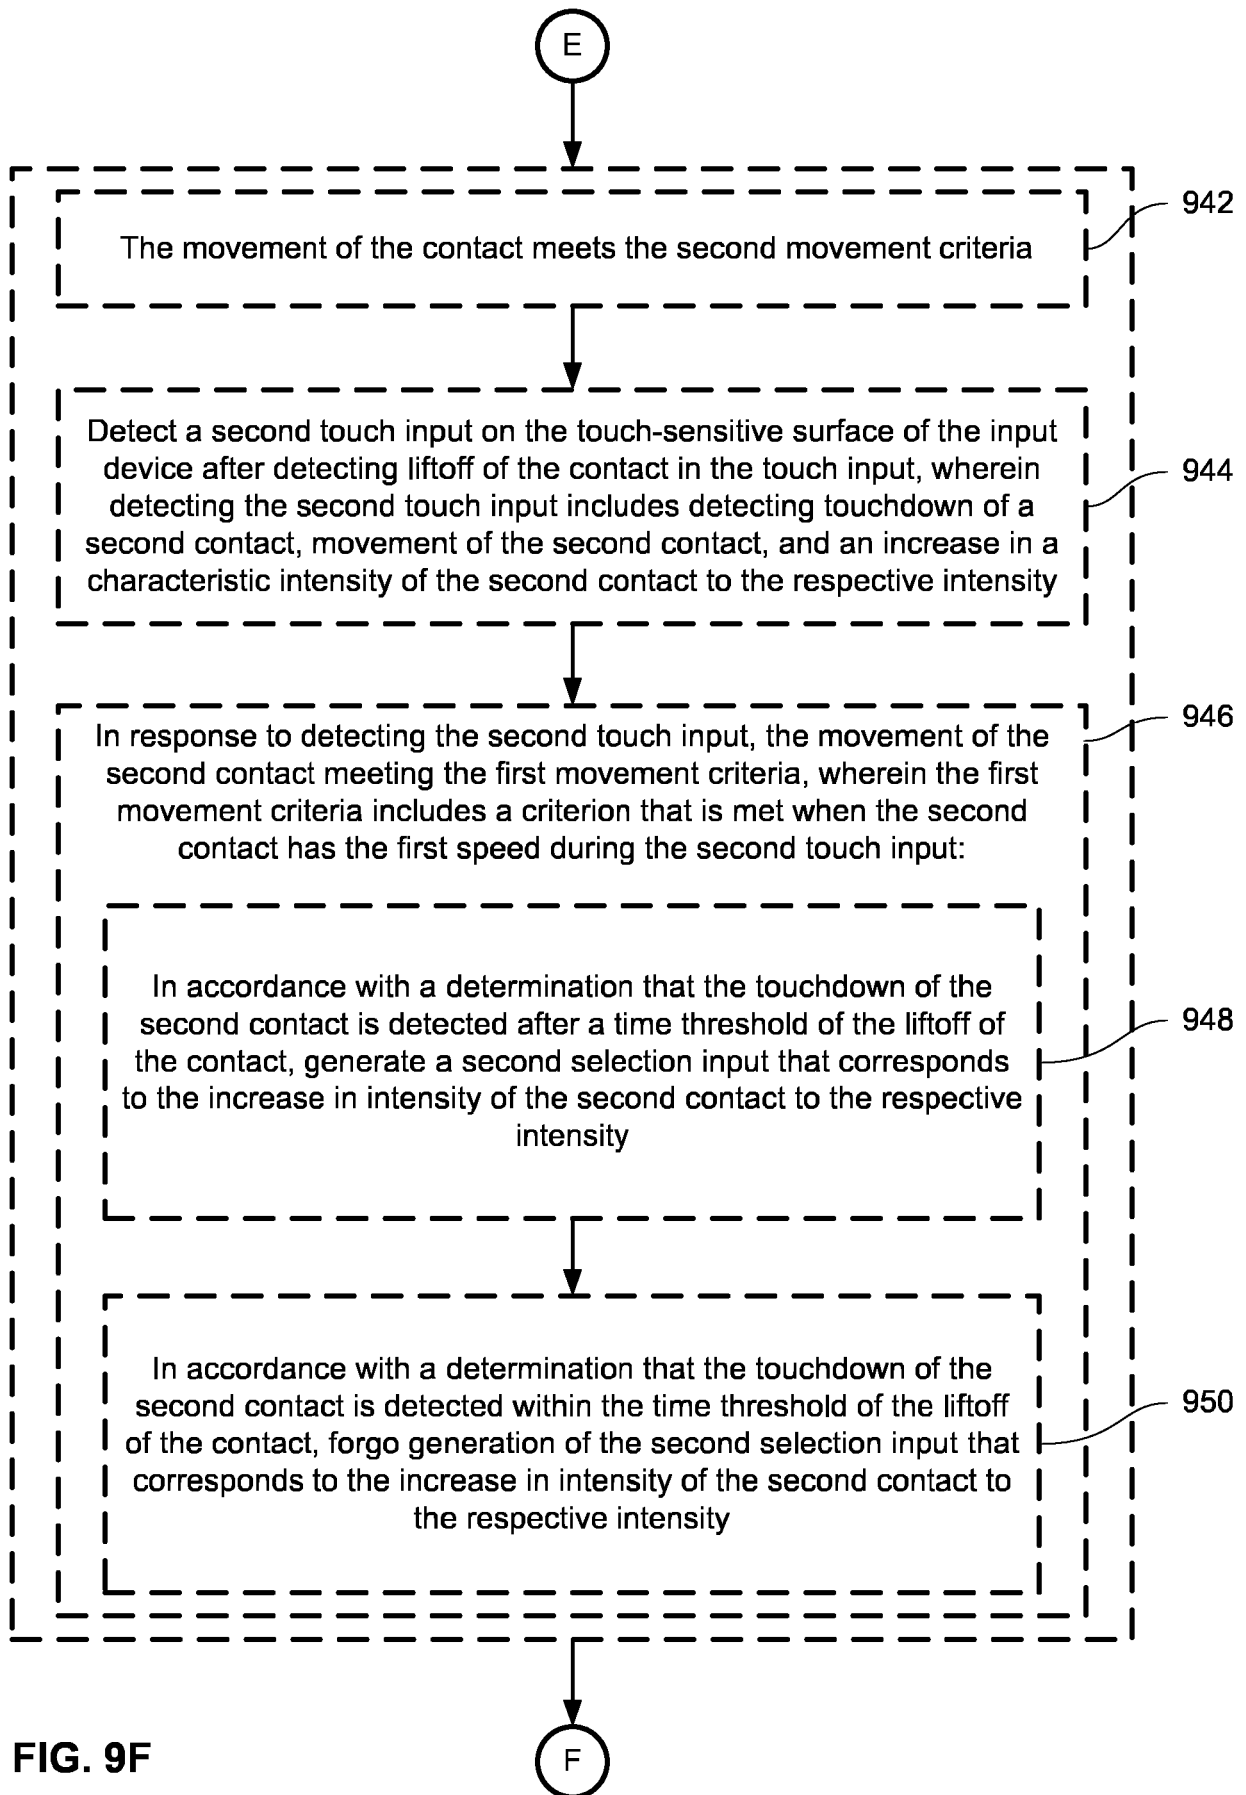 E
The movement of the contact meets the second movement criteria
942
Detect a second touch input on the touch-sensitive surface of the input
device after detecting liftoff of the contact in the touch input, wherein
detecting the second touch input includes detecting touchdown of a
second contact, movement of the second contact, and an increase in a
characteristic intensity of the second contact to the respective intensity
944
In response to detecting the second touch input, the movement of the
second contact meeting the first movement criteria, wherein the first
movement criteria includes a criterion that is met when the second
contact has the first speed during the second touch input:
946
In accordance with a determination that the touchdown of the
second contact is detected after a time threshold of the liftoff of
the contact, generate a second selection input that corresponds
to the increase in intensity of the second contact to the respective
intensity
948
In accordance with a determination that the touchdown of the
second contact is detected within the time threshold of the liftoff
of the contact, forgo generation of the second selection input that
corresponds to the increase in intensity of the second contact to
the respective intensity
950
FIG. 9F
F